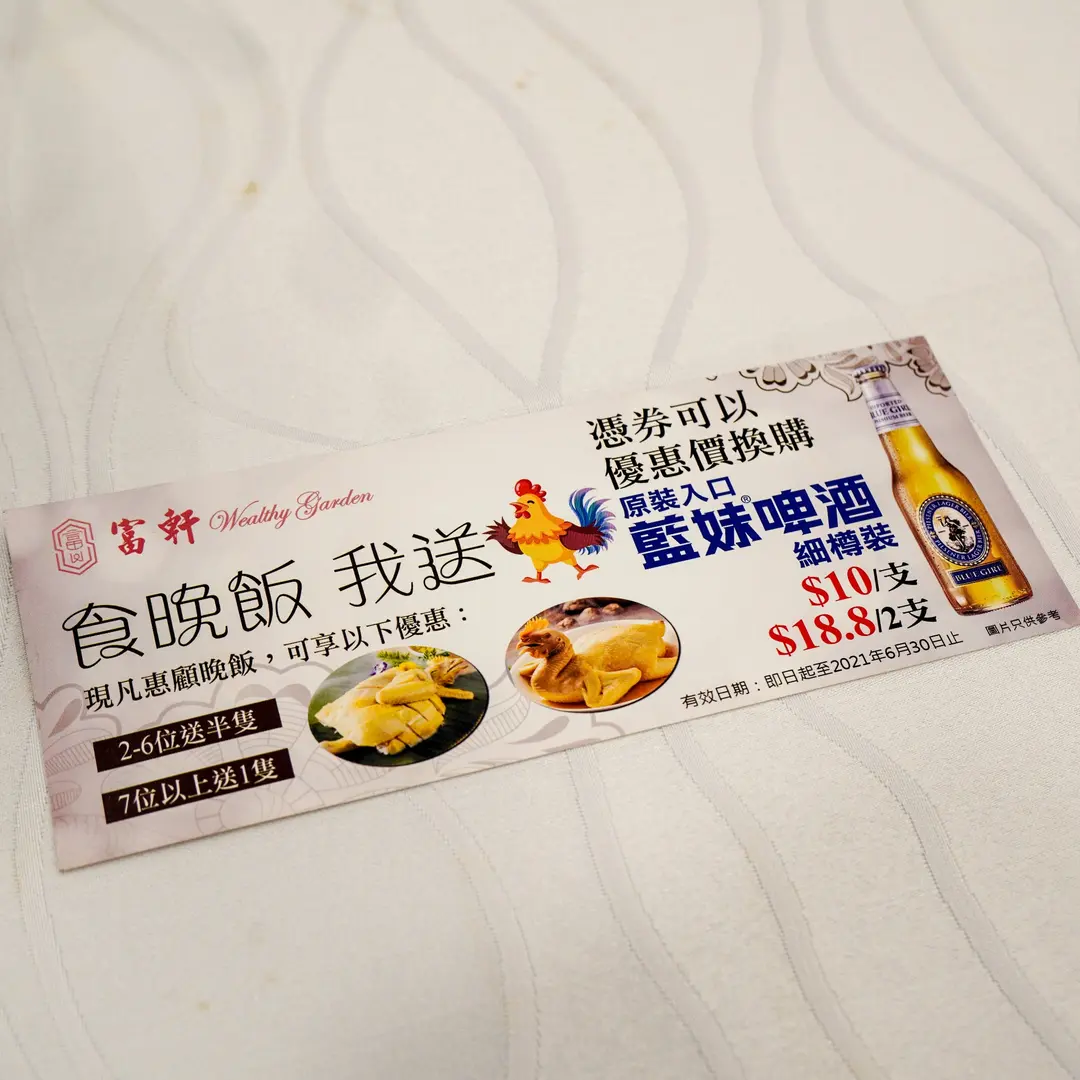 富軒 Wealthy Garden
食晚飯 我送
現凡惠顧晚飯，可享以下優惠：
2-6位送半隻
7位以上送1隻
憑券可以
優惠價換購
原裝入口
藍妹®啤酒
細樽裝
$10/支
$18.8/2支
有效日期：即日起至2021年6月30日止
圖片只供參考
BLUE GIRL